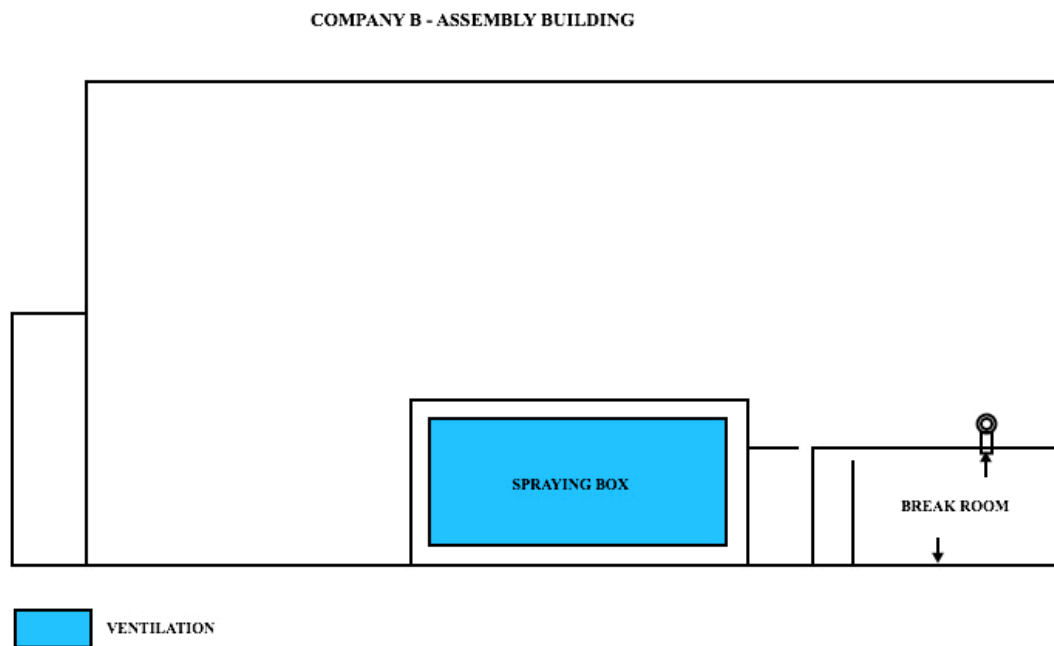 COMPANY B - ASSEMBLY BUILDING
SPRAYING BOX
BREAK ROOM
VENTILATION